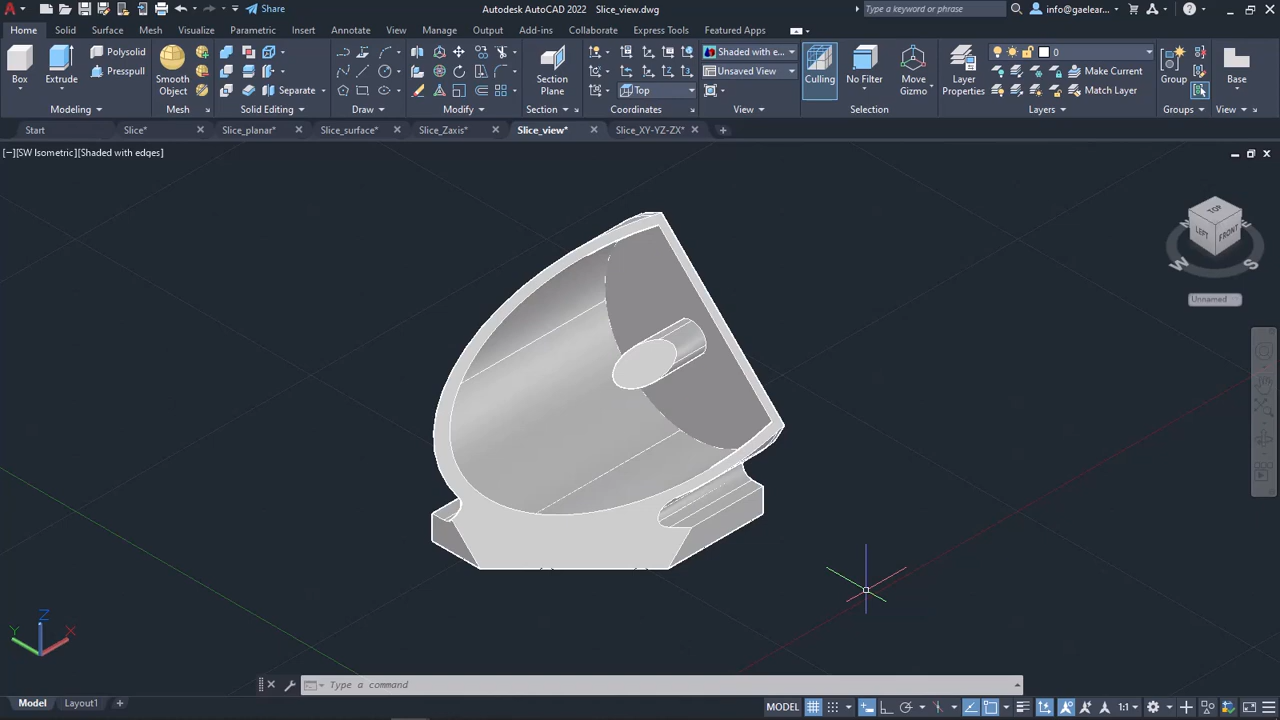 Share
Autodesk AutoCAD 2022 Slice_view.dwg
Type a keyword or phrase
info@gaelear...
Home Solid Surface Mesh Visualize Parametric Insert Annotate View Manage Output Add-ins Collaborate Express Tools Featured Apps
Polysolid
Presspull
Separate
Box
Extrude
Smooth
Object
Section
Plane
Top
Shaded with e...
Unsaved View
Culling
No Filter
Move
Gizmo
Layer
Properties
0
Make Current
Match Layer
Group
Base
Modeling Mesh Solid Editing Draw Modify Section Coordinates View Selection Layers Groups View
Start Slice* Slice_planar* Slice_surface* Slice_Zaxis* Slice_view* Slice_XY-YZ-ZX*
[−][SW Isometric][Shaded with edges]
TOP
LEFT
FRONT
N
E
W
S
Unnamed
Z
Y
X
Type a command
Model Layout1
MODEL
1:1